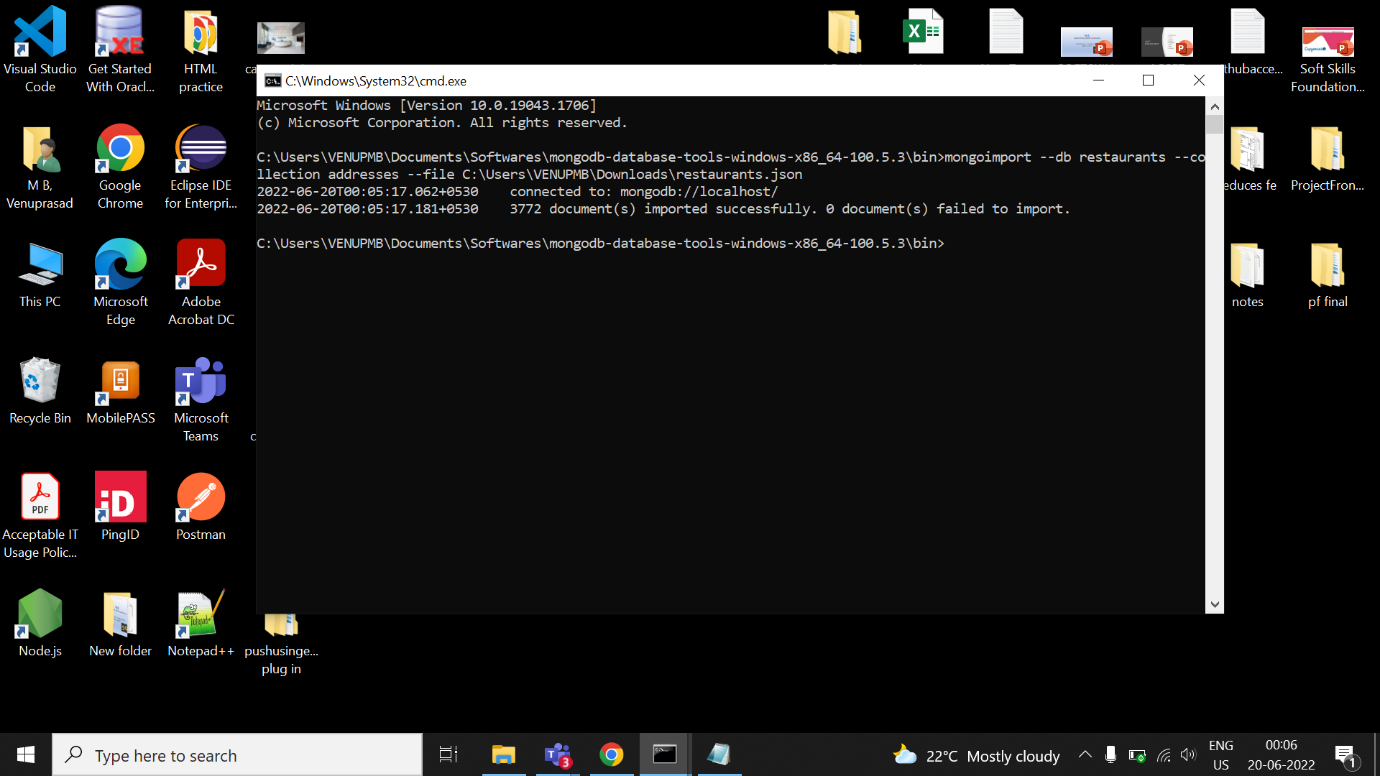 Visual Studio
Code
Get Started
With Oracl...
HTML
practice
thubacce...
Soft Skills
Foundation...
C:\Windows\System32\cmd.exe
Microsoft Windows [Version 10.0.19043.1706]
(c) Microsoft Corporation. All rights reserved.
C:\Users\VENUPMB\Documents\Softwares\mongodb-database-tools-windows-x86_64-100.5.3\bin>mongoimport --db restaurants --co
llection addresses --file C:\Users\VENUPMB\Downloads\restaurants.json
2022-06-20T00:05:17.062+0530    connected to: mongodb://localhost/
2022-06-20T00:05:17.181+0530    3772 document(s) imported successfully. 0 document(s) failed to import.
C:\Users\VENUPMB\Documents\Softwares\mongodb-database-tools-windows-x86_64-100.5.3\bin>
M B,
Venuprasad
Google
Chrome
Eclipse IDE
for Enterpri...
educes fe
ProjectFron...
This PC
Microsoft
Edge
Adobe
Acrobat DC
notes
pf final
Recycle Bin
MobilePASS
Microsoft
Teams
PDF
Acceptable IT
Usage Polic...
iD
PingID
Postman
Node.js
New folder
Notepad++
pushusinge...
plug in
Type here to search
3
22°C Mostly cloudy
ENG
US
00:06
20-06-2022
1